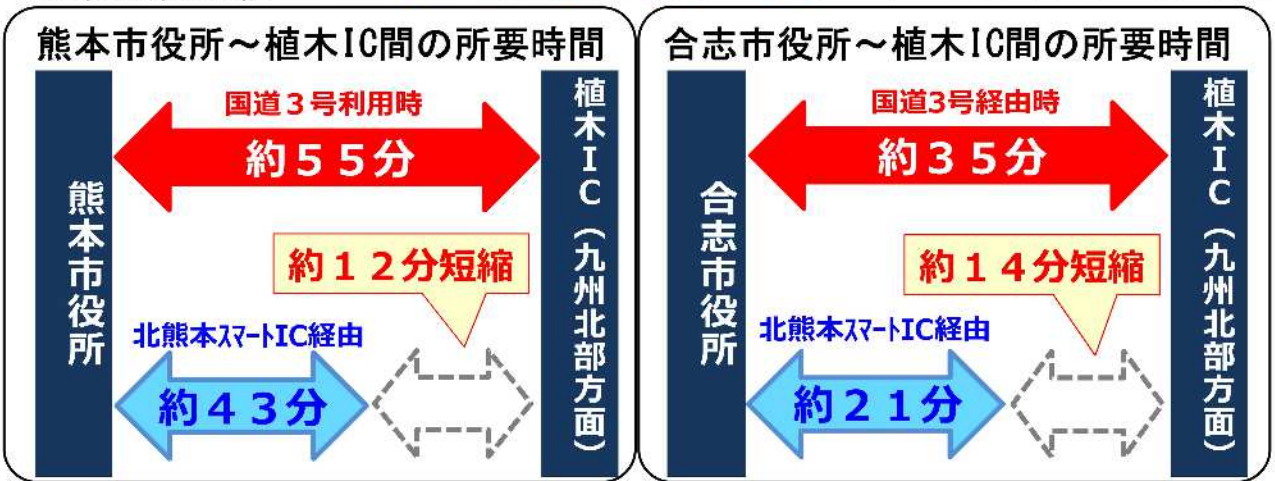 熊本市役所～植木IC間の所要時間
国道３号利用時
約５５分
熊本市役所
約１２分短縮
北熊本ｽﾏｰﾄIC経由
約４３分
植木ＩＣ（九州北部方面）
合志市役所～植木IC間の所要時間
国道3号経由時
約３５分
合志市役所
約１４分短縮
北熊本ｽﾏｰﾄIC経由
約２１分
植木ＩＣ（九州北部方面）